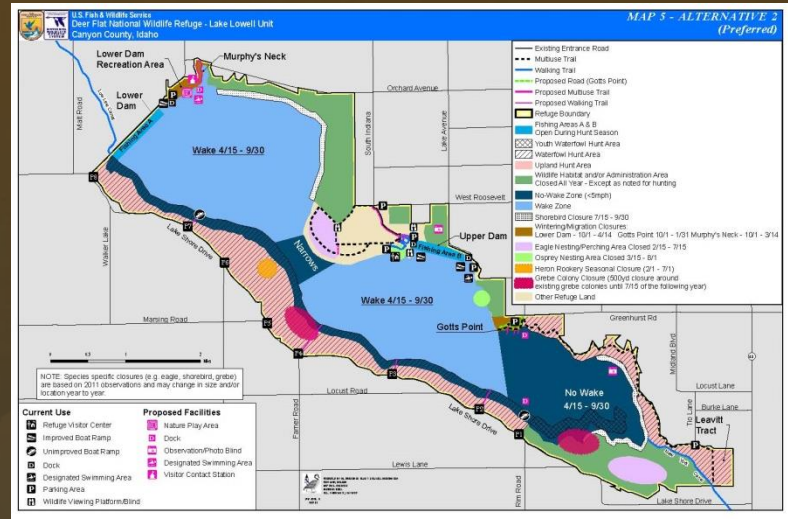 U.S. Fish & Wildlife Service
Deer Flat National Wildlife Refuge - Lake Lowell Unit
Canyon County, Idaho
MAP 5 - ALTERNATIVE 2
(Preferred)
Lower Dam
Recreation Area
Murphy's Neck
Lower
Dam
Fishing Area A
Matt Road
Orchard Avenue
South Indiana
Lake Avenue
West Roosevelt
Wake 4/15 - 9/30
Upper Dam
Fishing Area B
Narrows
Walker Lake
Lake Shore Drive
Wake 4/15 - 9/30
Gotts Point
Greenhurst Rd
Marsing Road
Midland Blvd
No Wake
4/15 - 9/30
Locust Lane
Burke Lane
Locust Road
Farner Road
Lake Shore Drive
Leavitt
Tract
Lewis Lane
Rim Road
Lake Shore Drive
Existing Entrance Road
Multiuse Trail
Walking Trail
Proposed Road (Gotts Point)
Proposed Multiuse Trail
Proposed Walking Trail
Refuge Boundary
Fishing Areas A & B
Open During Hunt Season
Youth Waterfowl Hunt Area
Waterfowl Hunt Area
Upland Hunt Area
Wildlife Habitat and/or Administration Area
Closed All Year - Except as noted for hunting
No-Wake Zone (<5mph)
Wake Zone
Shorebird Closure 7/15 - 9/30
Wintering/Migration Closures
Lower Dam - 10/1 - 4/14 Gotts Point 10/1 - 1/31 Murphy's Neck - 10/1 - 3/14
Eagle Nesting/Perching Area Closed 2/15 - 7/15
Osprey Nesting Area Closed 3/15 - 8/1
Heron Rookery Seasonal Closure (2/1 - 7/1)
Grebe Colony Closure (500yd closure around
existing grebe colonies until 7/15 of the following year)
Other Refuge Land
NOTE: Species specific closures (e.g. eagle, shorebird, grebe)
are based on 2011 observations and may change in size and/or
location year to year.
Current Use
Refuge Visitor Center
Improved Boat Ramp
Unimproved Boat Ramp
D Dock
Designated Swimming Area
P Parking Area
Wildlife Viewing Platform/Blind
Proposed Facilities
Nature Play Area
D Dock
Observation/Photo Blind
Designated Swimming Area
Visitor Contact Station